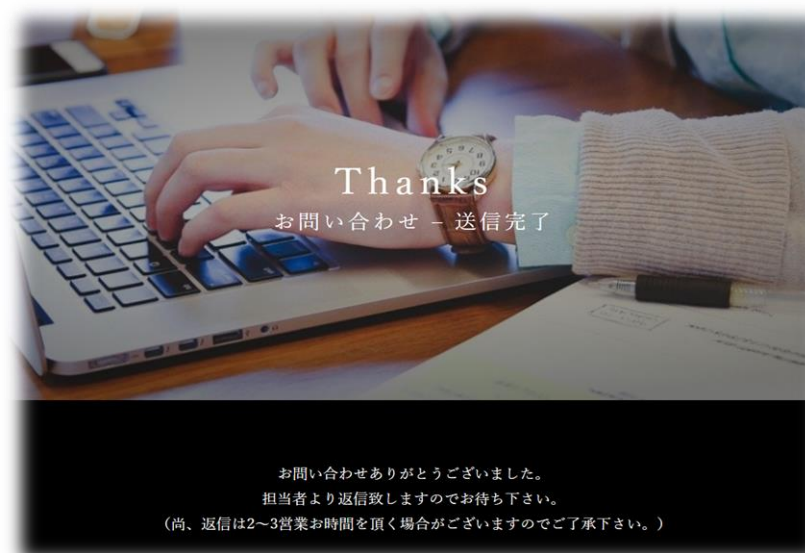 Thanks
お問い合わせ – 送信完了
お問い合わせありがとうございました。
担当者より返信致しますのでお待ち下さい。
（尚、返信は2〜3営業お時間を頂く場合がございますのでご了承下さい。）